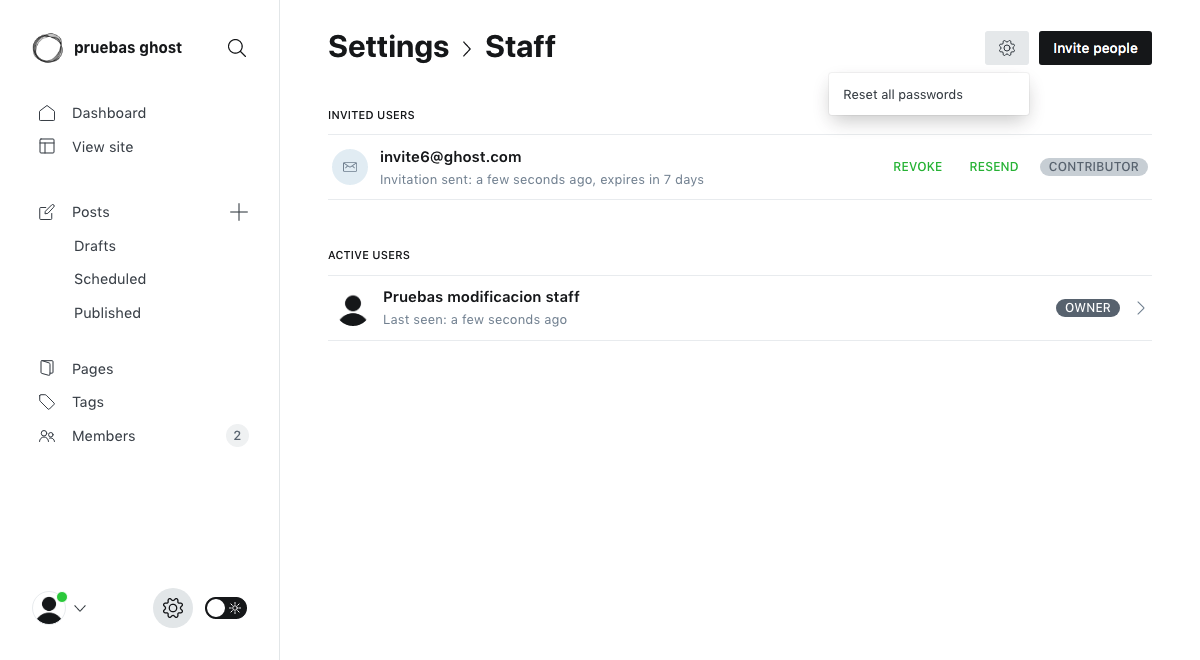 pruebas ghost
Dashboard
View site
Posts
Drafts
Scheduled
Published
Pages
Tags
Members 2
Settings > Staff
Invite people
Reset all passwords
INVITED USERS
invite6@ghost.com
Invitation sent: a few seconds ago, expires in 7 days
REVOKE RESEND CONTRIBUTOR
ACTIVE USERS
Pruebas modificacion staff
Last seen: a few seconds ago
OWNER